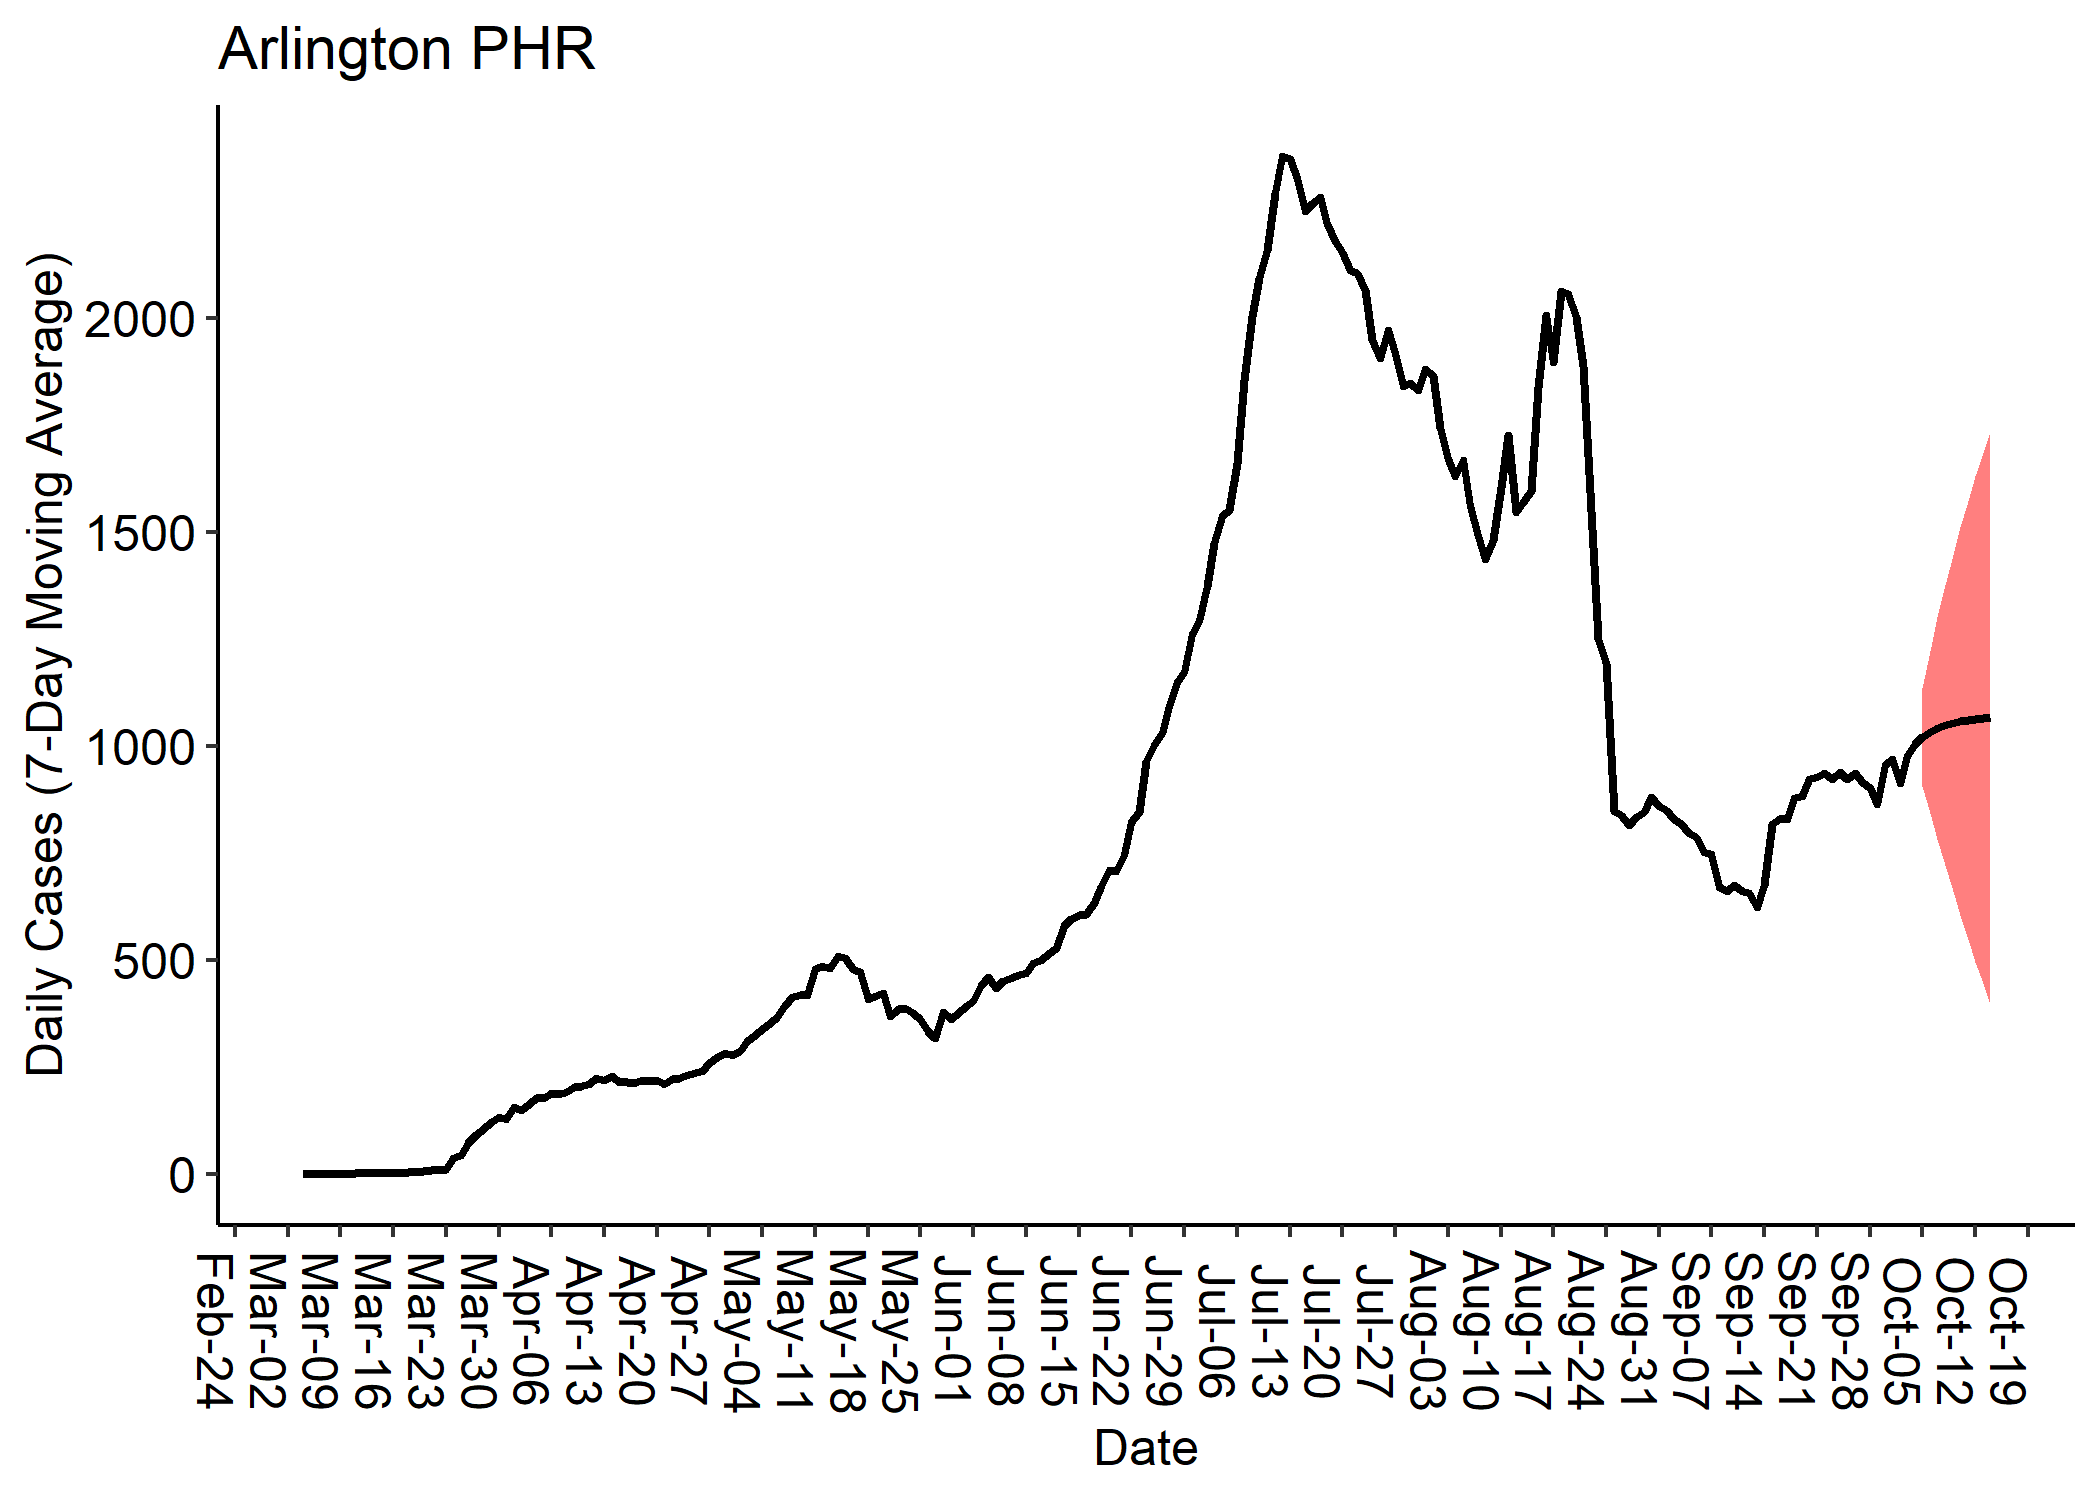 Arlington PHR
Daily Cases (7-Day Moving Average)
2000
1500
1000
500
0
Feb-24
Mar-02
Mar-09
Mar-16
Mar-23
Mar-30
Apr-06
Apr-13
Apr-20
Apr-27
May-04
May-11
May-18
May-25
Jun-01
Jun-08
Jun-15
Jun-22
Jun-29
Jul-06
Jul-13
Jul-20
Jul-27
Aug-03
Aug-10
Aug-17
Aug-24
Aug-31
Sep-07
Sep-14
Sep-21
Sep-28
Oct-05
Oct-12
Oct-19
Date